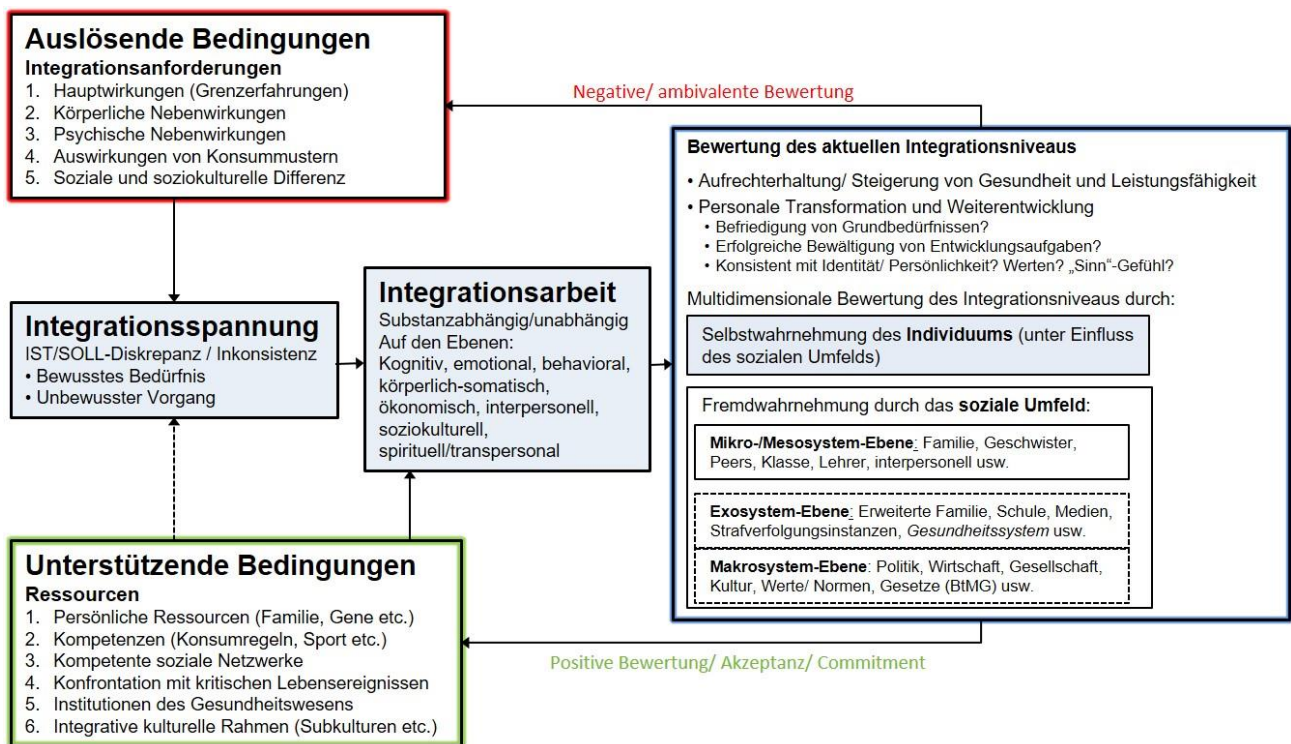 Auslösende Bedingungen
Integrationsanforderungen
1. Hauptwirkungen (Grenzerfahrungen)
2. Körperliche Nebenwirkungen
3. Psychische Nebenwirkungen
4. Auswirkungen von Konsummustern
5. Soziale und soziokulturelle Differenz
Negative/ ambivalente Bewertung
Integrationsspannung
IST/SOLL-Diskrepanz / Inkonsistenz
• Bewusstes Bedürfnis
• Unbewusster Vorgang
Integrationsarbeit
Substanzabhängig/unabhängig
Auf den Ebenen:
Kognitiv, emotional, behavioral,
körperlich-somatisch,
ökonomisch, interpersonell,
soziokulturell,
spirituell/transpersonal
Bewertung des aktuellen Integrationsniveaus
• Aufrechterhaltung/ Steigerung von Gesundheit und Leistungsfähigkeit
• Personale Transformation und Weiterentwicklung
• Befriedigung von Grundbedürfnissen?
• Erfolgreiche Bewältigung von Entwicklungsaufgaben?
• Konsistent mit Identität/ Persönlichkeit? Werten? „Sinn“-Gefühl?
Multidimensionale Bewertung des Integrationsniveaus durch:
Selbstwahrnehmung des Individuums (unter Einfluss
des sozialen Umfelds)
Fremdwahrnehmung durch das soziale Umfeld:
Mikro-/Mesosystem-Ebene: Familie, Geschwister,
Peers, Klasse, Lehrer, interpersonell usw.
Exosystem-Ebene: Erweiterte Familie, Schule, Medien,
Strafverfolgungsinstanzen, Gesundheitssystem usw.
Makrosystem-Ebene: Politik, Wirtschaft, Gesellschaft,
Kultur, Werte/ Normen, Gesetze (BtMG) usw.
Unterstützende Bedingungen
Ressourcen
1. Persönliche Ressourcen (Familie, Gene etc.)
2. Kompetenzen (Konsumregeln, Sport etc.)
3. Kompetente soziale Netzwerke
4. Konfrontation mit kritischen Lebensereignissen
5. Institutionen des Gesundheitswesens
6. Integrative kulturelle Rahmen (Subkulturen etc.)
Positive Bewertung/ Akzeptanz/ Commitment